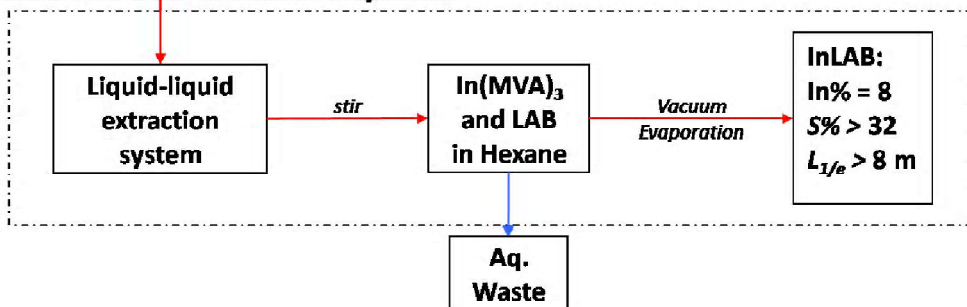 Liquid-liquid
extraction
system
stir
In(MVA)₃
and LAB
in Hexane
Vacuum
Evaporation
InLAB:
In% = 8
S% > 32
L1/e > 8 m
Aq.
Waste